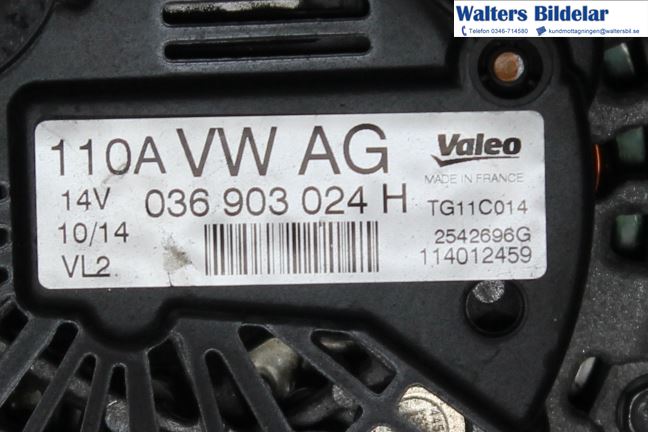 Walters Bildelar
Telefon 0346-714580 kundmottagningen@waltersbil.se
110A VW AG
Valeo
MADE IN FRANCE
14V 036 903 024 H TG11C014
10/14 2542696G
VL2 114012459